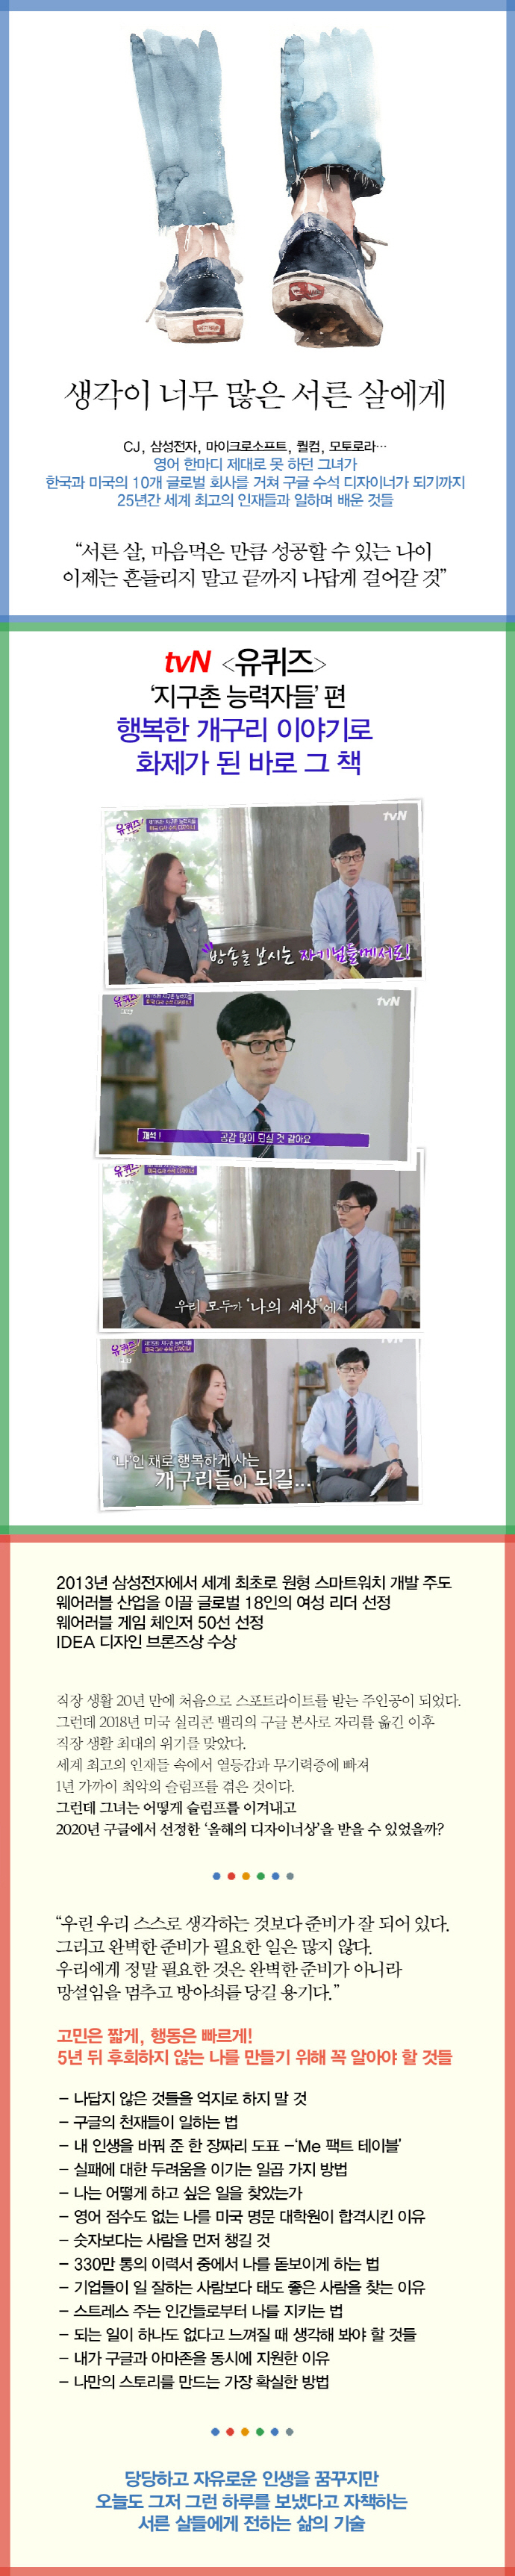 생각이 너무 많은 서른 살에게
CJ, 삼성전자, 마이크로소프트, 퀄컴, 모토로라…
영어 한마디 제대로 못 하던 그녀가
한국과 미국의 10개 글로벌 회사를 거쳐 구글 수석 디자이너가 되기까지
25년간 세계 최고의 인재들과 일하며 배운 것들
“서른 살, 마음먹은 만큼 성공할 수 있는 나이
이제는 흔들리지 말고 끝까지 나답게 걸어갈 것”
tvN <유퀴즈>
‘지구촌 능력자들’ 편
행복한 개구리 이야기로
화제가 된 바로 그 책
유퀴즈
tvN
방송을 보시는 자기님들께서도!
유퀴즈
tvN
재석 !
공감 많이 되실 것 같아요
유퀴즈
우리 모두가 ‘나의 세상’에서
유퀴즈
‘나’인 채로 행복하게 사는
개구리들이 되길...
2013년 삼성전자에서 세계 최초로 원형 스마트워치 개발 주도
웨어러블 산업을 이끌 글로벌 18인의 여성 리더 선정
웨어러블 게임 체인저 50선 선정
IDEA 디자인 브론즈상 수상
직장 생활 20년 만에 처음으로 스포트라이트를 받는 주인공이 되었다.
그런데 2018년 미국 실리콘 밸리의 구글 본사로 자리를 옮긴 이후
직장 생활 최대의 위기를 맞았다.
세계 최고의 인재들 속에서 열등감과 무기력증에 빠져
1년 가까이 최악의 슬럼프를 겪은 것이다.
그런데 그녀는 어떻게 슬럼프를 이겨내고
2020년 구글에서 선정한 ‘올해의 디자이너상’을 받을 수 있었을까?
“우린 우리 스스로 생각하는 것보다 준비가 잘 되어 있다.
그리고 완벽한 준비가 필요한 일은 많지 않다.
우리에게 정말 필요한 것은 완벽한 준비가 아니라
망설임을 멈추고 방아쇠를 당길 용기다.”
고민은 짧게, 행동은 빠르게!
5년 뒤 후회하지 않는 나를 만들기 위해 꼭 알아야 할 것들
– 나답지 않은 것들을 억지로 하지 말 것
– 구글의 천재들이 일하는 법
– 내 인생을 바꿔 준 한 장짜리 도표 –‘Me 팩트 테이블’
– 실패에 대한 두려움을 이기는 일곱 가지 방법
– 나는 어떻게 하고 싶은 일을 찾았는가
– 영어 점수도 없는 나를 미국 명문 대학원이 합격시킨 이유
– 숫자보다는 사람을 먼저 챙길 것
– 330만 통의 이력서 중에서 나를 돋보이게 하는 법
– 기업들이 일 잘하는 사람보다 태도 좋은 사람을 찾는 이유
– 스트레스 주는 인간들로부터 나를 지키는 법
– 되는 일이 하나도 없다고 느껴질 때 생각해 봐야 할 것들
– 내가 구글과 아마존을 동시에 지원한 이유
– 나만의 스토리를 만드는 가장 확실한 방법
당당하고 자유로운 인생을 꿈꾸지만
오늘도 그저 그런 하루를 보냈다고 자책하는
서른 살들에게 전하는 삶의 기술